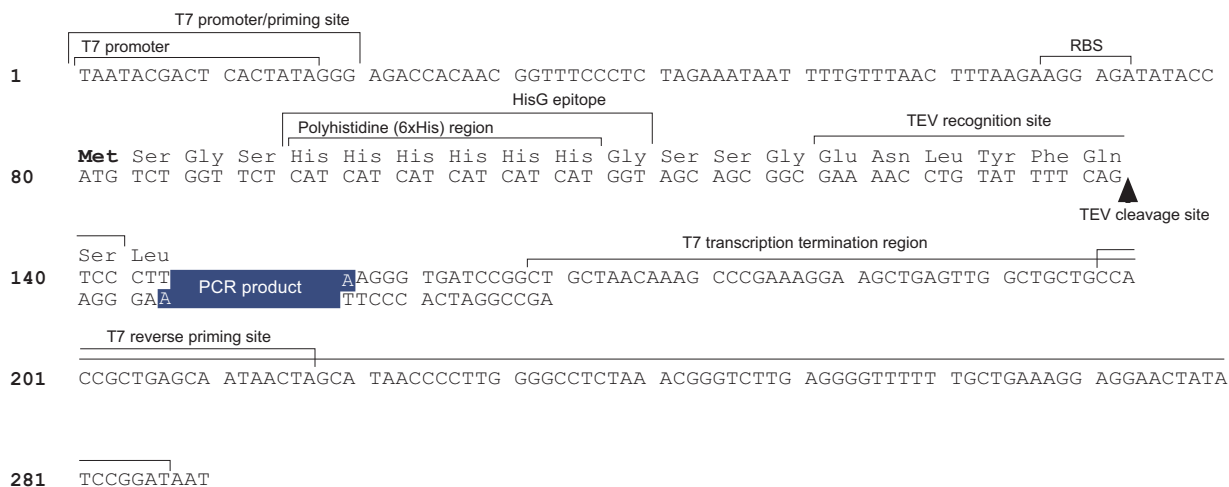 T7 promoter/priming site
T7 promoter
RBS
1 TAATACGACT CACTATAGGG AGACCACAAC GGTTTCCCTC TAGAAATAAT TTTGTTTAAC TTTAAGAAGG AGATATACC
HisG epitope
Polyhistidine (6xHis) region
TEV recognition site
Met Ser Gly Ser His His His His His His Gly Ser Ser Gly Glu Asn Leu Tyr Phe Gln
80 ATG TCT GGT TCT CAT CAT CAT CAT CAT CAT GGT AGC AGC GGC GAA AAC CTG TAT TTT CAG
TEV cleavage site
Ser Leu
T7 transcription termination region
140 TCC CTT PCR product AAGGG TGATCCGGCT GCTAACAAAG CCCGAAAGGA AGCTGAGTTG GCTGCTGCCA
AGG GAA TTCCC ACTAGGCCGA
T7 reverse priming site
201 CCGCTGAGCA ATAACTAGCA TAACCCCTTG GGGCCTCTAA ACGGGTCTTG AGGGGTTTTT TGCTGAAAGG AGGAACTATA
281 TCCGGATAAT